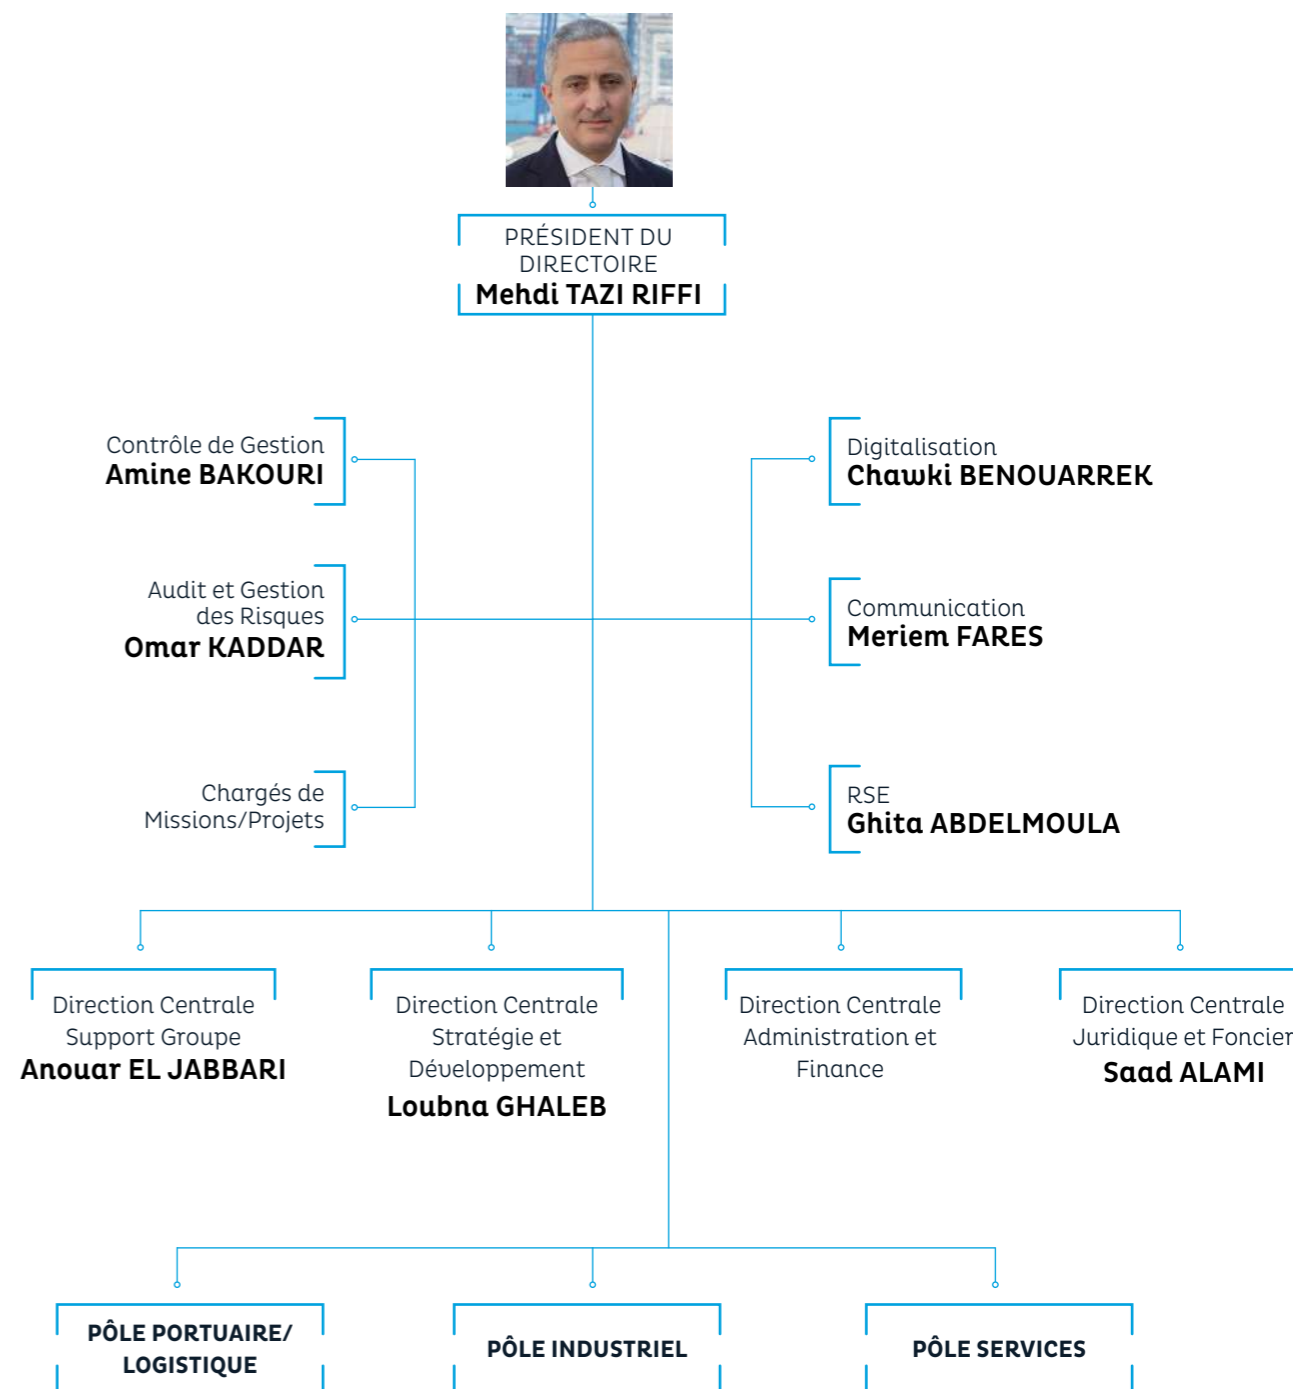 PRÉSIDENT DU
DIRECTOIRE
Mehdi TAZI RIFFI
Contrôle de Gestion
Amine BAKOURI
Digitalisation
Chawki BENOUARREK
Audit et Gestion
des Risques
Omar KADDAR
Communication
Meriem FARES
Chargés de
Missions/Projets
RSE
Ghita ABDELMOULA
Direction Centrale
Support Groupe
Anouar EL JABBARI
Direction Centrale
Stratégie et
Développement
Loubna GHALEB
Direction Centrale
Administration et
Finance
Direction Centrale
Juridique et Foncier
Saad ALAMI
PÔLE PORTUAIRE/
LOGISTIQUE
PÔLE INDUSTRIEL
PÔLE SERVICES